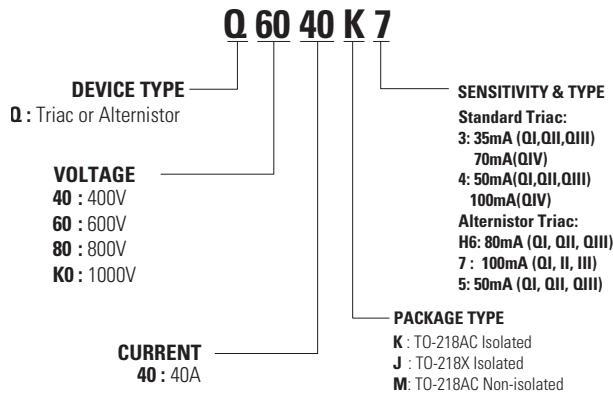 Q 60 40 K 7
DEVICE TYPE
Q : Triac or Alternistor
VOLTAGE
40 : 400V
60 : 600V
80 : 800V
K0 : 1000V
CURRENT
40 : 40A
SENSITIVITY & TYPE
Standard Triac:
3: 35mA (QI,QII,QIII)
70mA(QIV)
4: 50mA(QI,QII,QIII)
100mA(QIV)
Alternistor Triac:
H6: 80mA (QI, QII, QIII)
7 : 100mA (QI, II, III)
5: 50mA (QI, QII, QIII)
PACKAGE TYPE
K : TO-218AC Isolated
J : TO-218X Isolated
M: TO-218AC Non-isolated